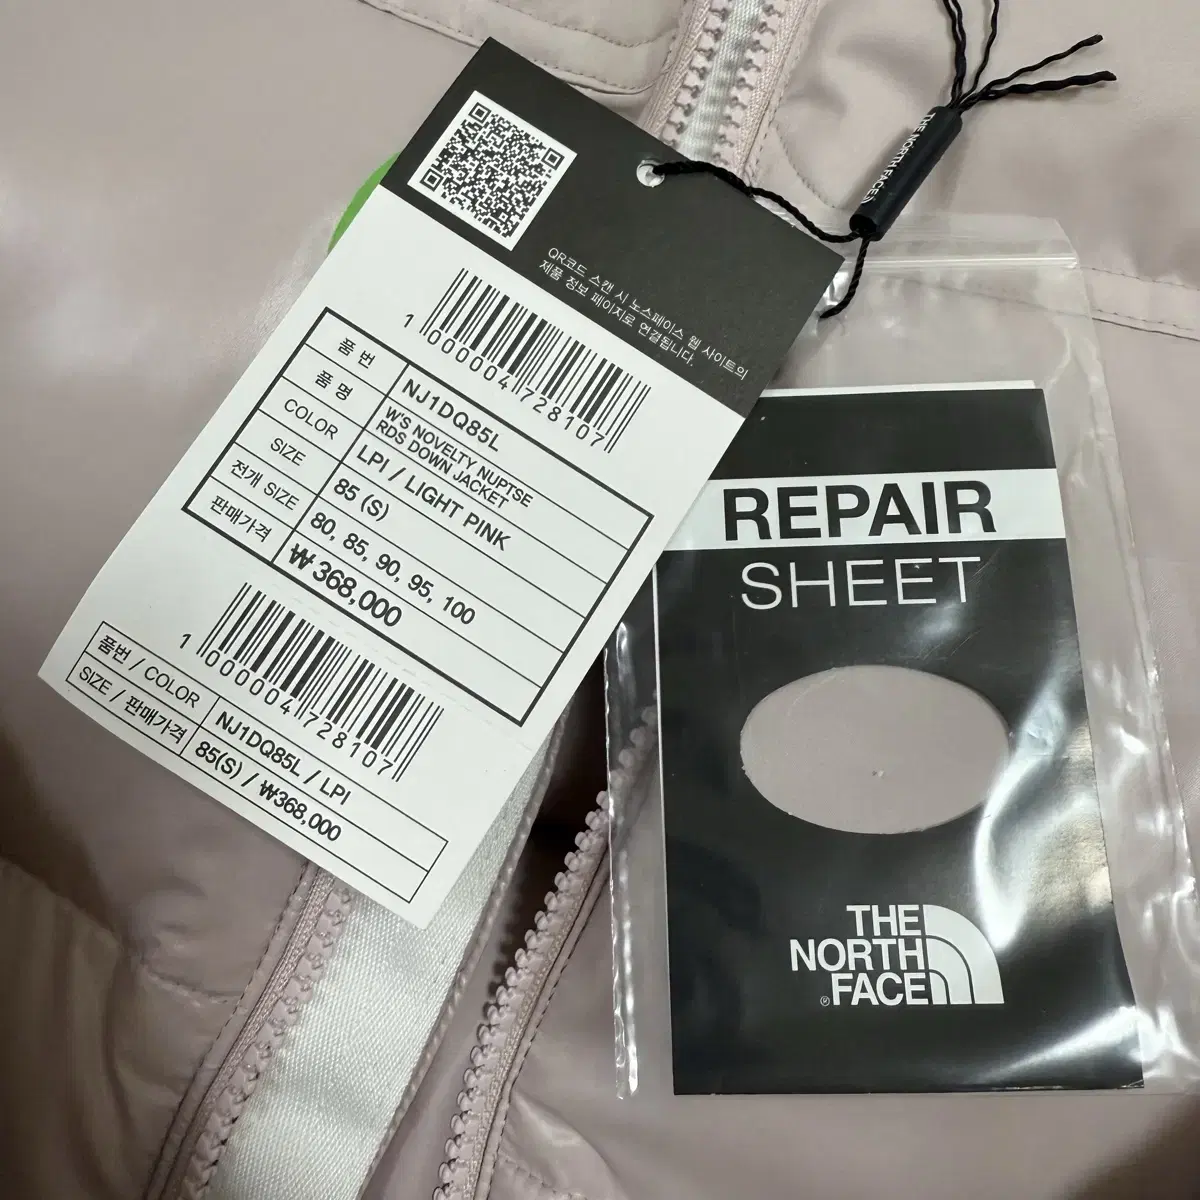 THE NORTH FACE
QR코드 스캔 시 노스페이스 웹 사이트의
제품 정보 페이지로 연결됩니다.
1 000004 728107
품 번 NJ1DQ85L
품 명 W'S NOVELTY NUPTSE
RDS DOWN JACKET
COLOR LPI / LIGHT PINK
SIZE 85 (S)
전개 SIZE 80, 85, 90, 95, 100
판매가격 ₩ 368,000
1 000004 728107
품번 / COLOR NJ1DQ85L / LPI
SIZE / 판매가격 85(S) / ₩368,000
REPAIR
SHEET
THE
NORTH
FACE